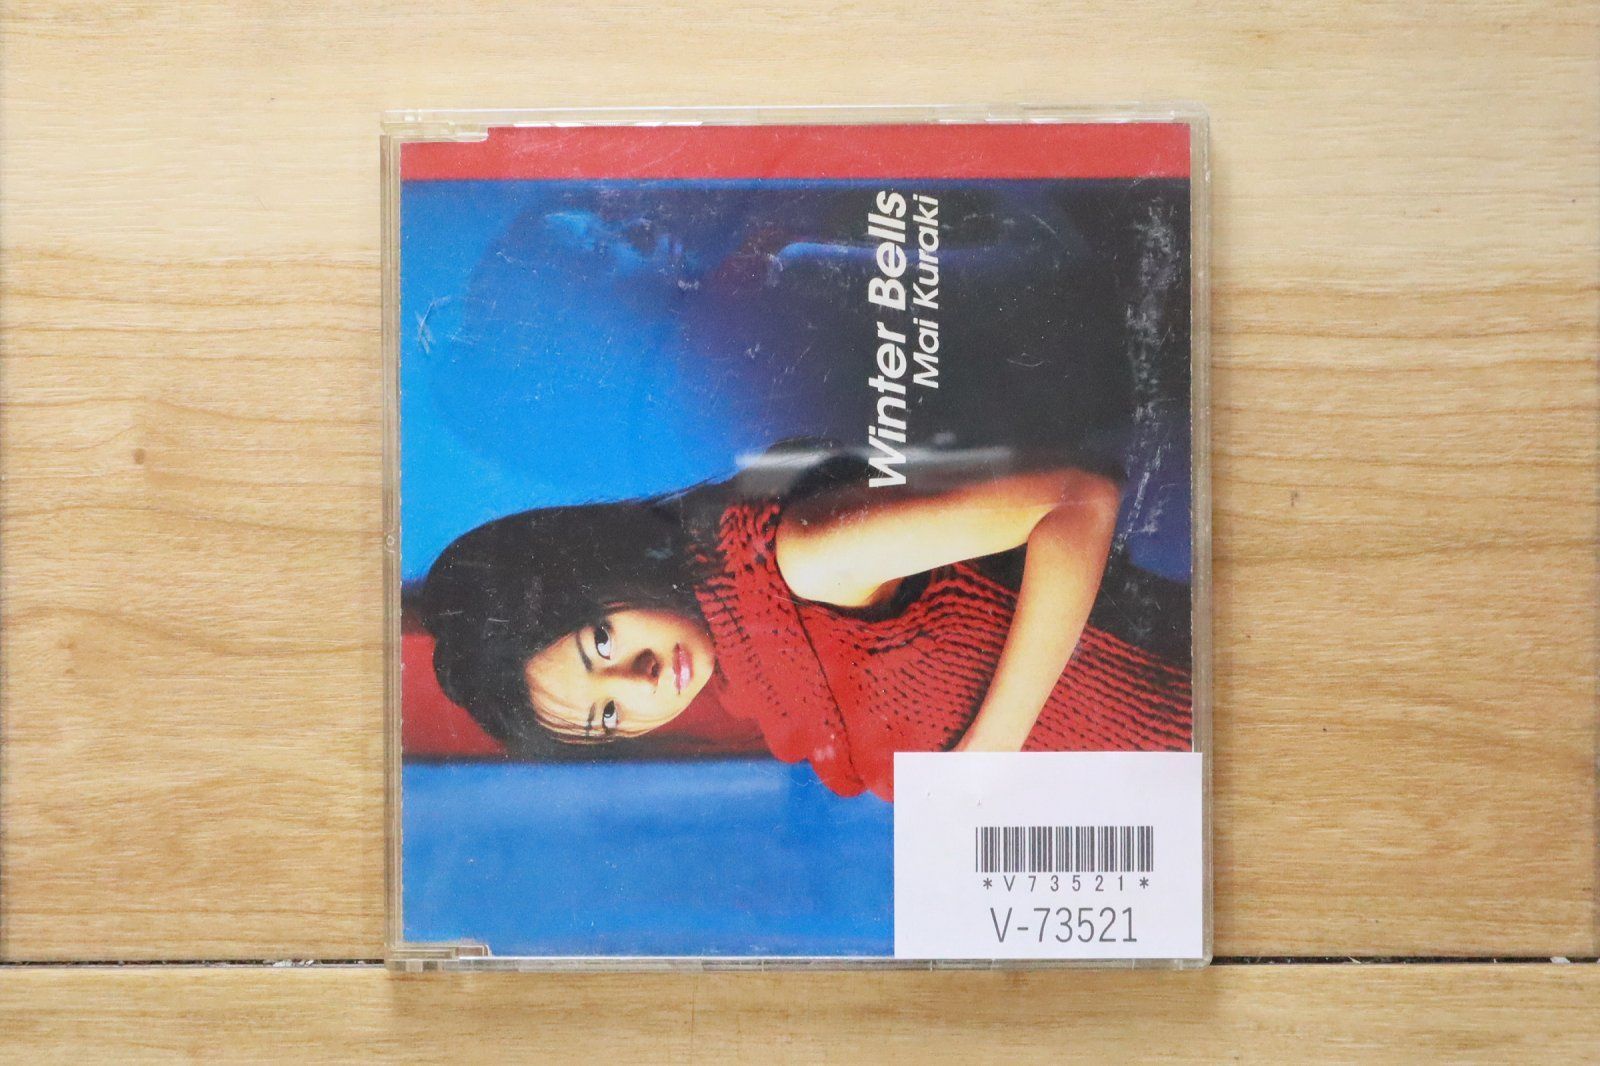 Winter Bells
Mai Kuraki
*V73521*
V-73521